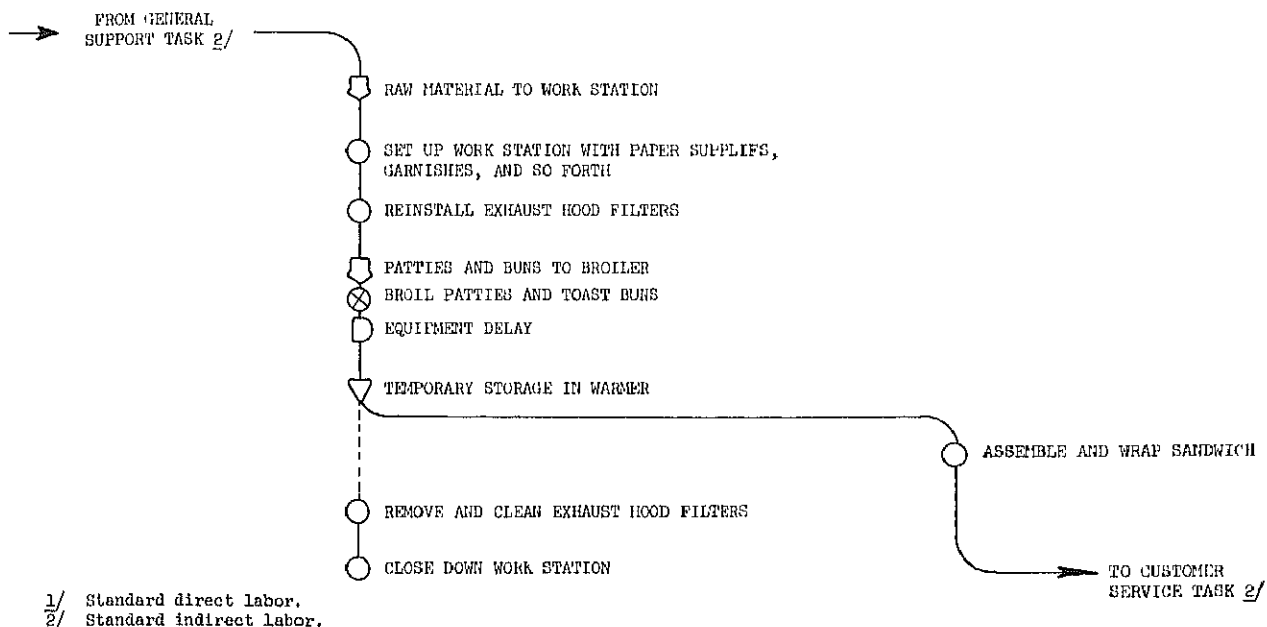 FROM GENERAL
SUPPORT TASK 2/
RAW MATERIAL TO WORK STATION
SET UP WORK STATION WITH PAPER SUPPLIFS,
GARNISHES, AND SO FORTH
REINSTALL EXHAUST HOOD FILTERS
PATTIES AND BUNS TO BROILER
BROIL PATTIES AND TOAST BUNS
EQUIPMENT DELAY
TEMPORARY STORAGE IN WARMER
ASSEMBLE AND WRAP SANDWICH
REMOVE AND CLEAN EXHAUST HOOD FILTERS
CLOSE DOWN WORK STATION
TO CUSTOMER
SERVICE TASK 2/
1/ Standard direct labor.
2/ Standard indirect labor.